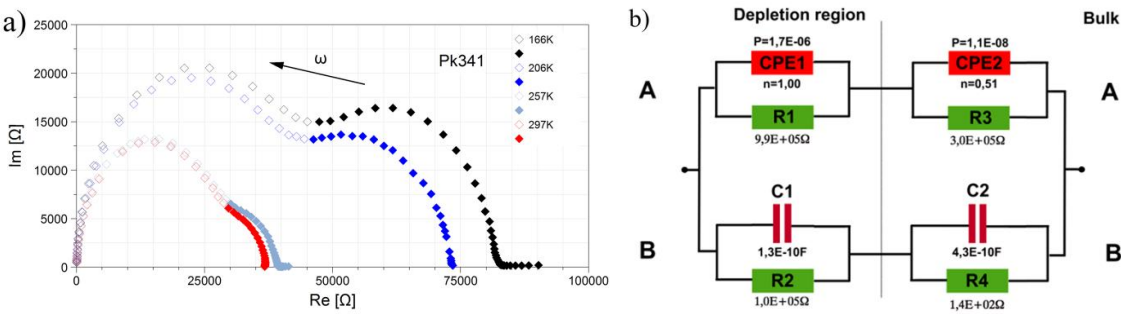 a)
25000
20000
15000
10000
5000
0
Im [Ω]
0
25000
50000
75000
100000
Re [Ω]
ω
Pk341
166K
206K
257K
297K
b)
Depletion region
Bulk
P=1,7E-06
CPE1
n=1,00
R1
9,9E+05Ω
P=1,1E-08
CPE2
n=0,51
R3
3,0E+05Ω
A
A
C1
1,3E-10F
R2
1,0E+05Ω
C2
4,3E-10F
R4
1,4E+02Ω
B
B